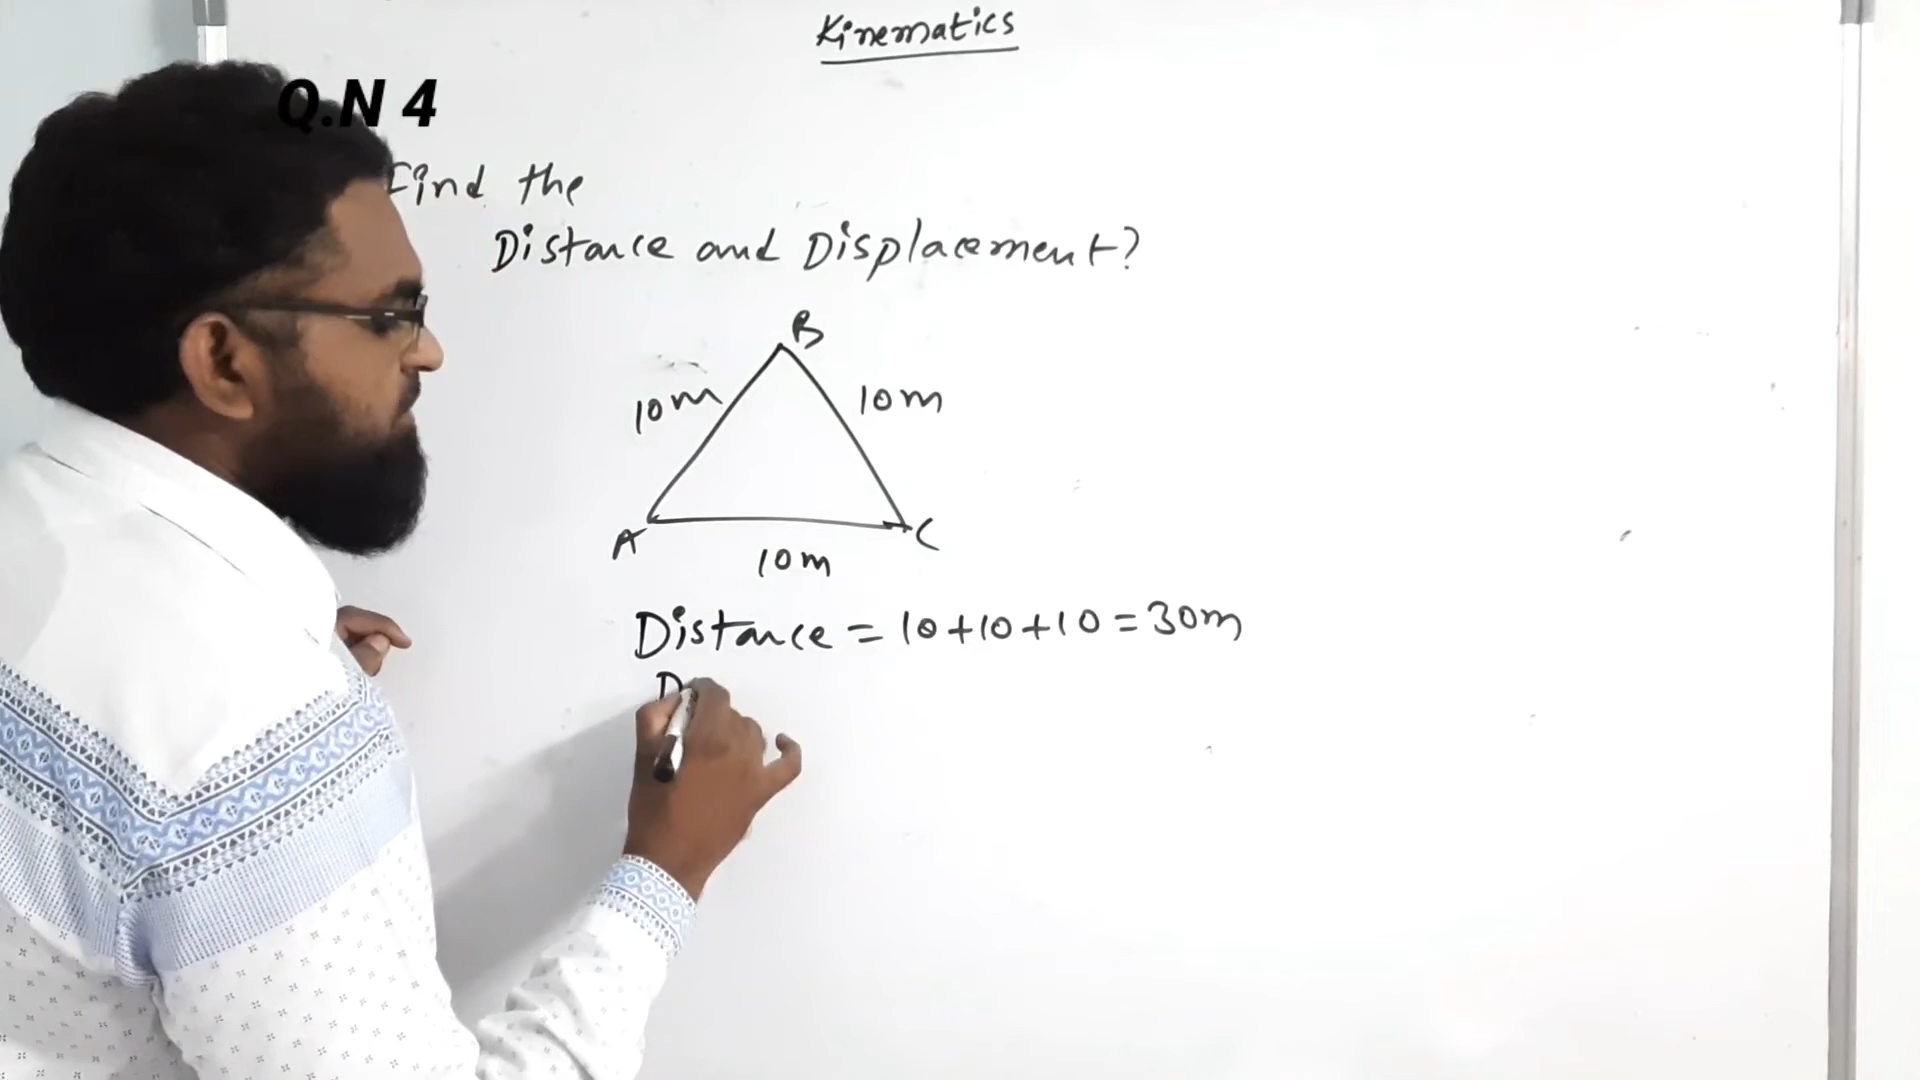 Kinematics
Q.N 4
Find the
Distance and Displacement?
B
10m
10m
A
C
10m
Distance = 10+10+10 = 30m
D